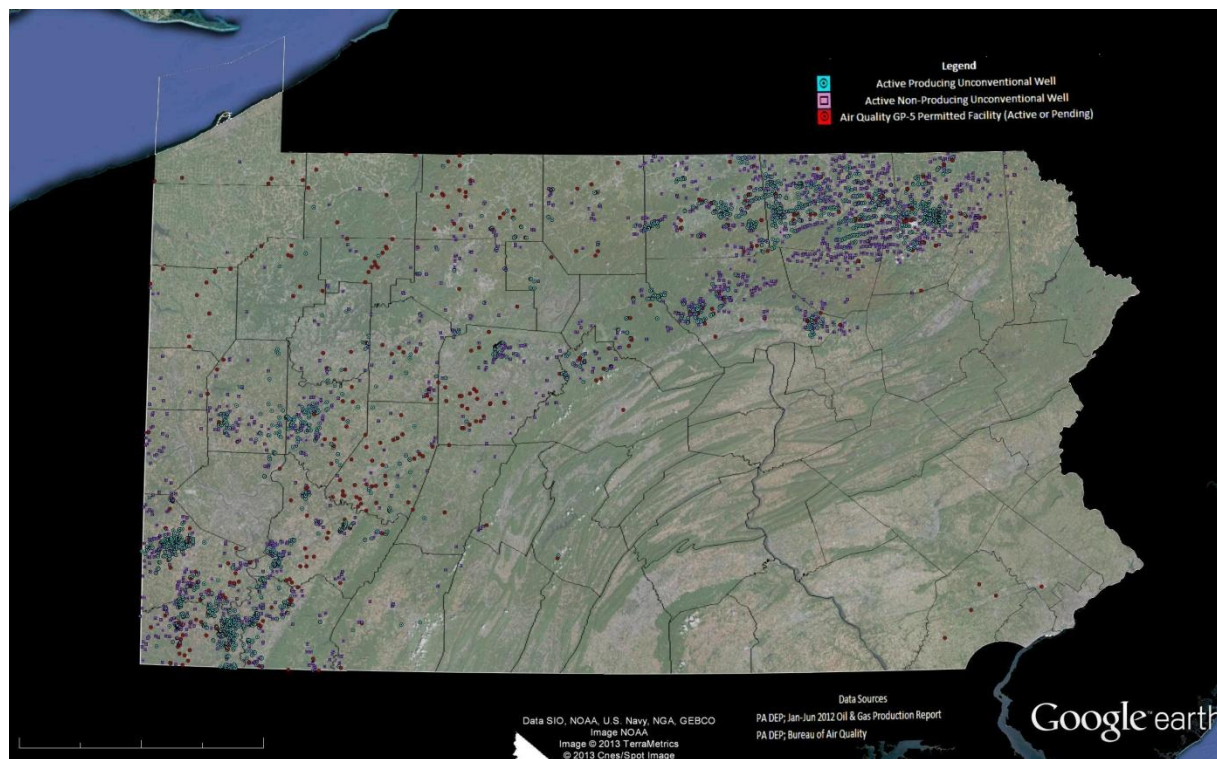 Legend
Active Producing Unconventional Well
Active Non-Producing Unconventional Well
Air Quality GP-5 Permitted Facility (Active or Pending)
Data Sources
PA DEP; Jan-Jun 2012 Oil & Gas Production Report
PA DEP; Bureau of Air Quality
Data SIO, NOAA, U.S. Navy, NGA, GEBCO
Image NOAA
Image © 2013 TerraMetrics
© 2013 Cnes/Spot Image
Google earth